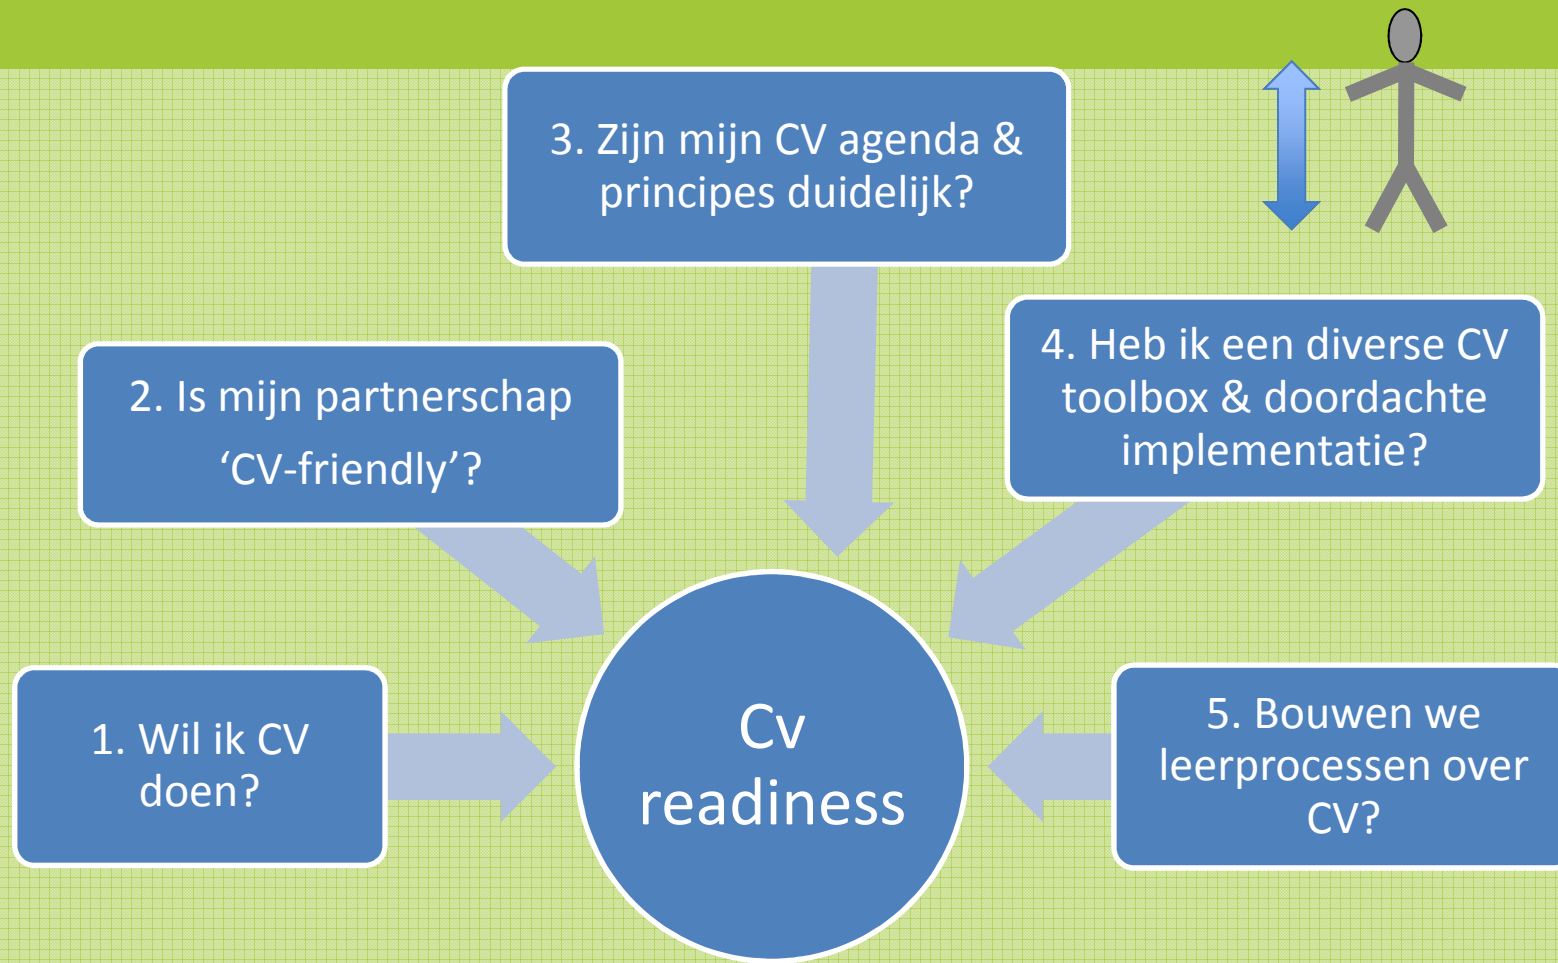 3. Zijn mijn CV agenda &
principes duidelijk?
4. Heb ik een diverse CV
toolbox & doordachte
implementatie?
2. Is mijn partnerschap
‘CV-friendly’?
1. Wil ik CV
doen?
Cv
readiness
5. Bouwen we
leerprocessen over
CV?